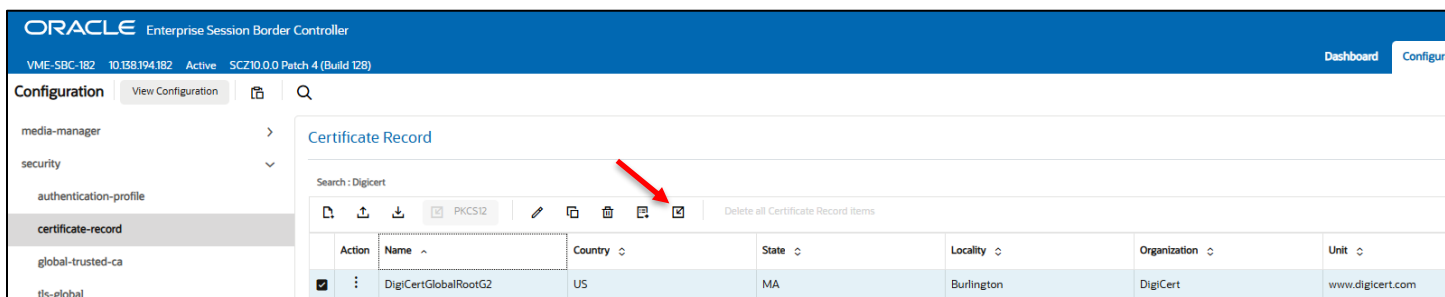 ORACLE Enterprise Session Border Controller
VME-SBC-182 10.138.194.182 Active SCZ10.0.0 Patch 4 (Build 128)
Dashboard Configur
Configuration View Configuration
media-manager
security
authentication-profile
certificate-record
global-trusted-ca
tls-global
Certificate Record
Search : Digicert
PKCS12 Delete all Certificate Record items
Action Name Country State Locality Organization Unit
DigiCertGlobalRootG2 US MA Burlington DigiCert www.digicert.com